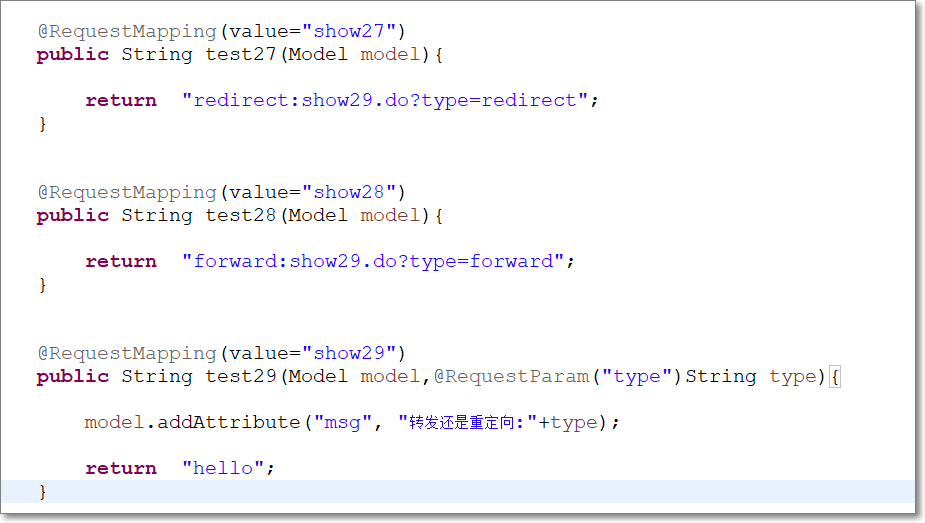 @RequestMapping(value="show27")
public String test27(Model model){
return "redirect:show29.do?type=redirect";
}
@RequestMapping(value="show28")
public String test28(Model model){
return "forward:show29.do?type=forward";
}
@RequestMapping(value="show29")
public String test29(Model model,@RequestParam("type")String type){
model.addAttribute("msg", "转发还是重定向:"+type);
return "hello";
}